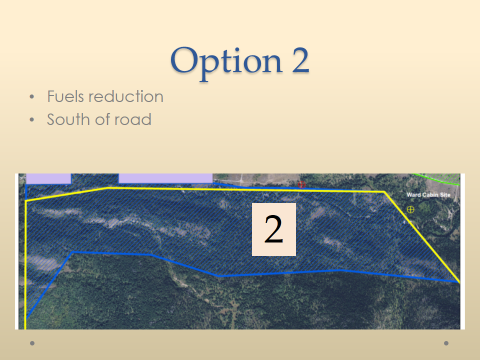 Option 2
• Fuels reduction
• South of road
Ward Cabin Site
2